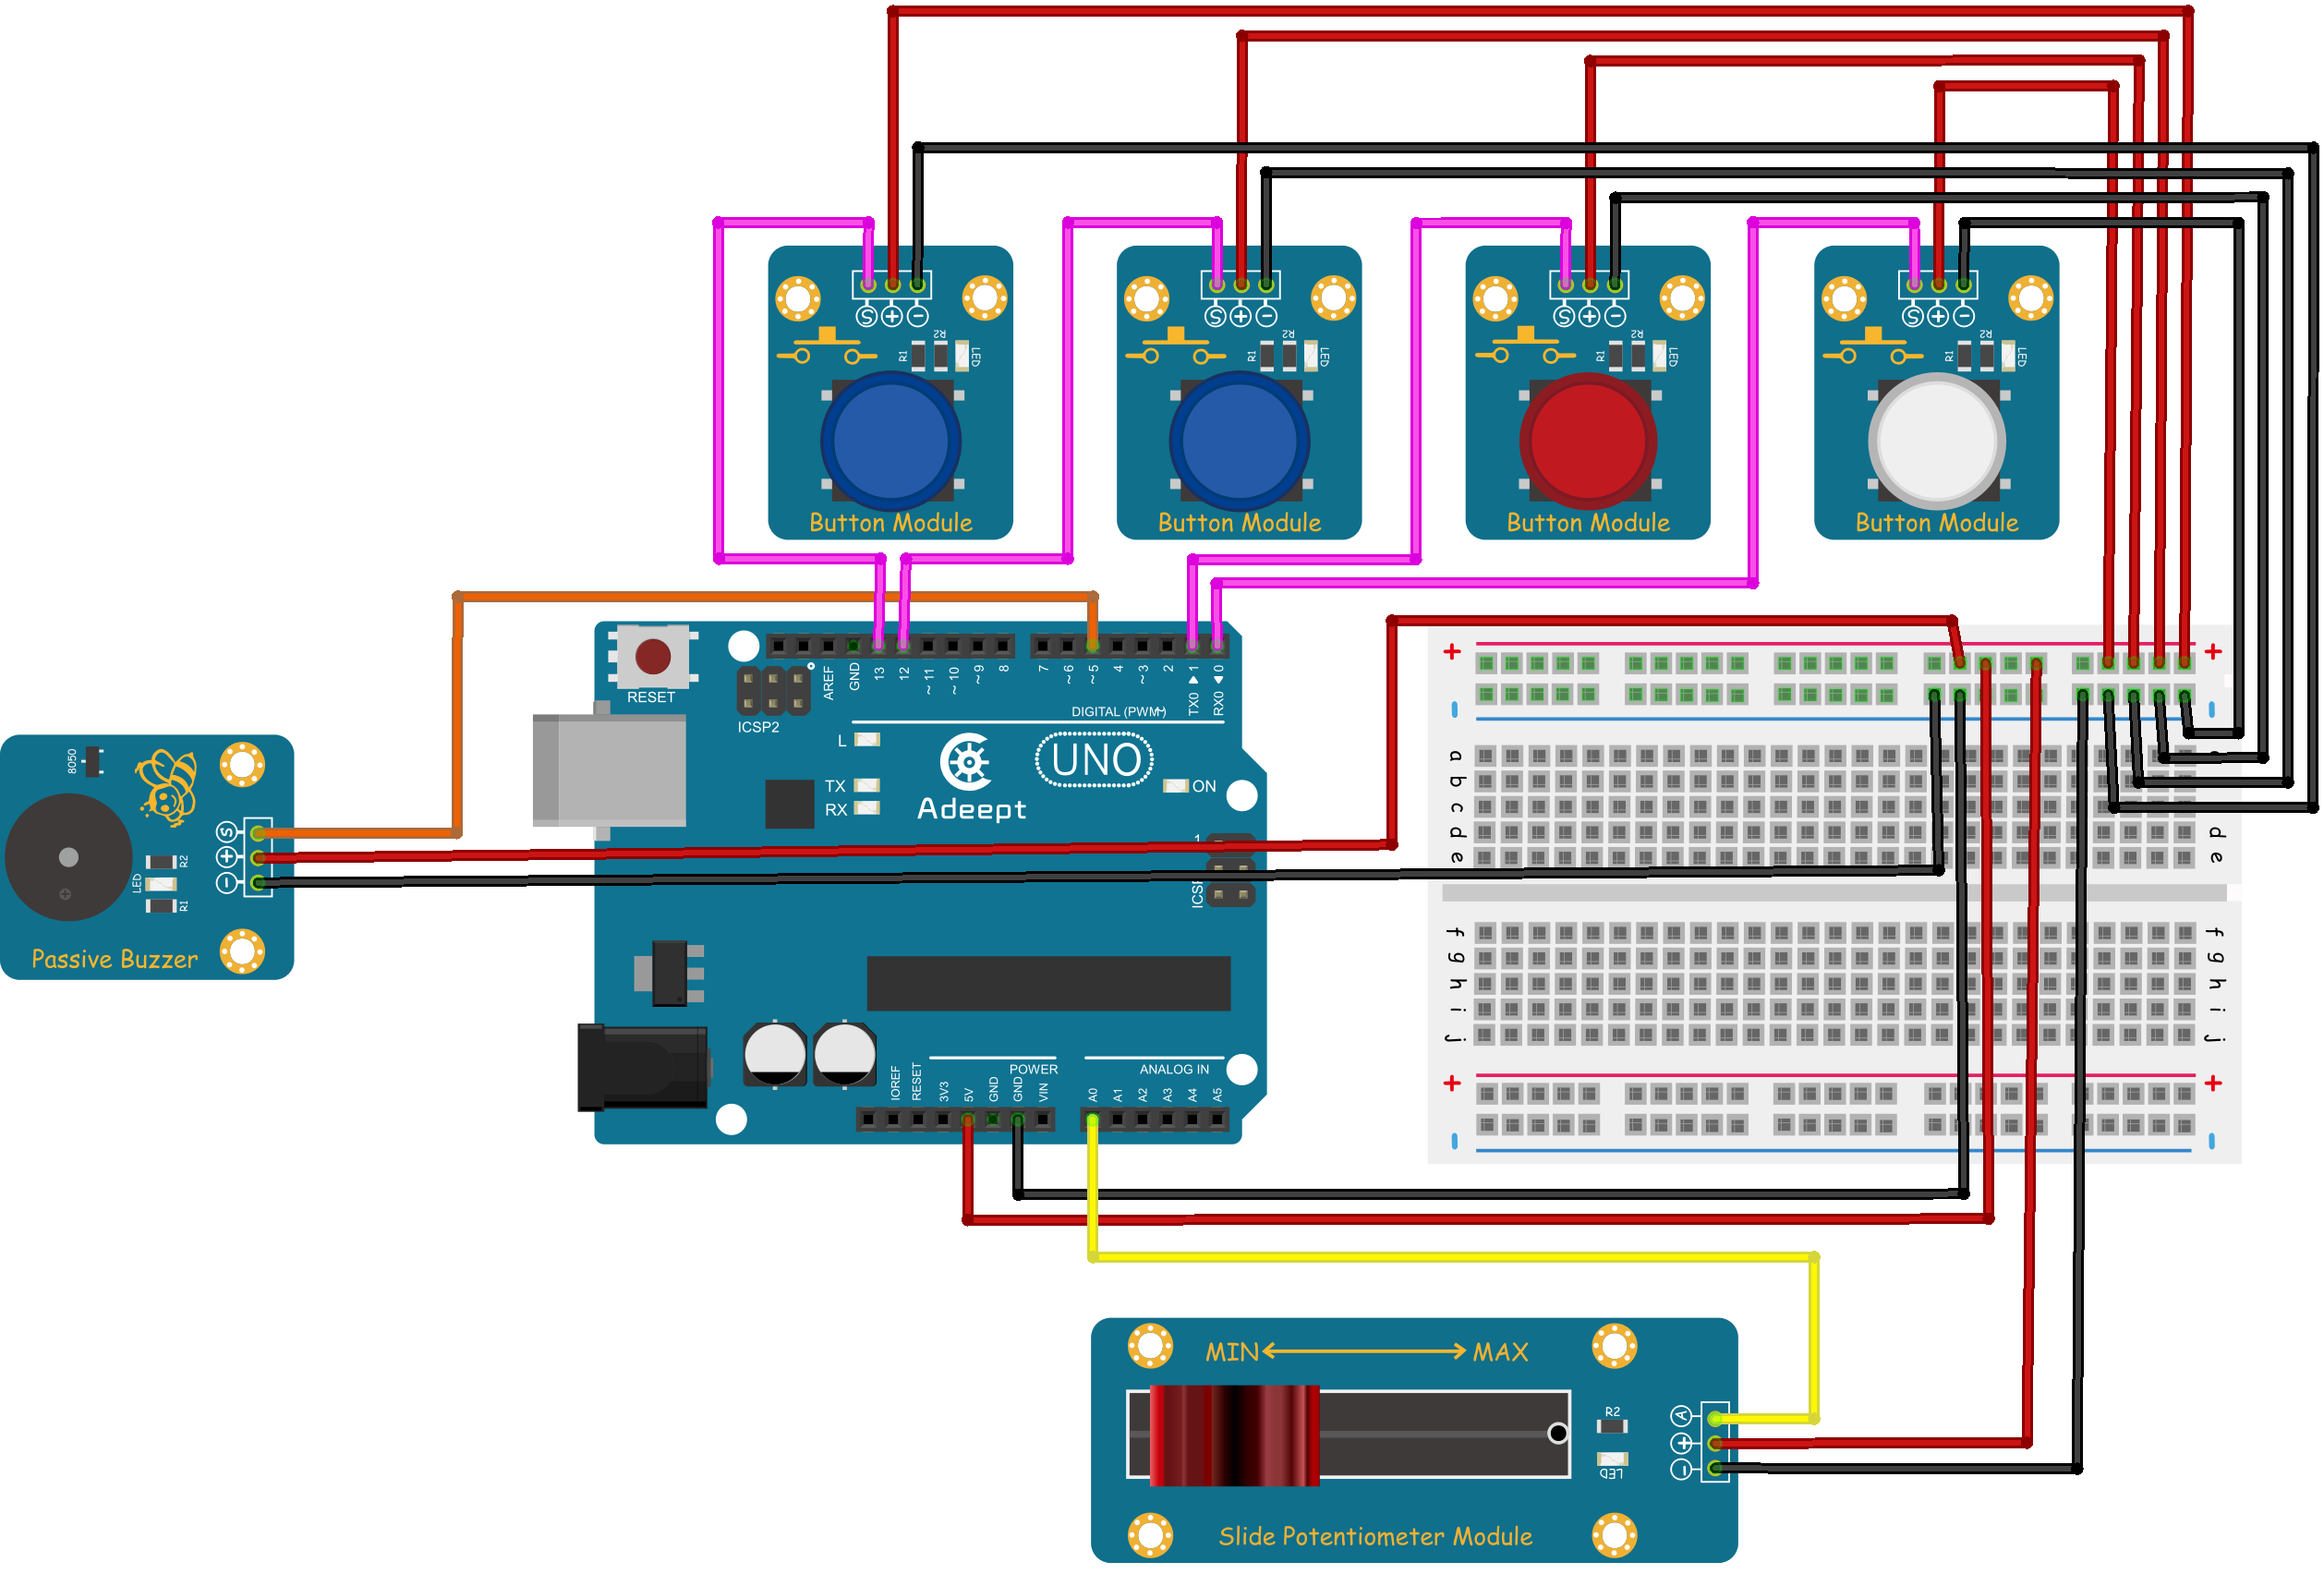 S + −
R1 R2 LED
Button Module
S + −
R1 R2 LED
Button Module
S + −
R1 R2 LED
Button Module
S + −
R1 R2 LED
Button Module
RESET
ICSP2
AREF GND 13 12 ~11 ~10 ~9 8 7 ~6 ~5 4 ~3 2 TX0▶1 RX0◀0
DIGITAL (PWM~)
L
TX
RX
UNO
Adeept
ON
1
IOREF RESET 3V3 5V GND GND VIN A0 A1 A2 A3 A4 A5
POWER
ANALOG IN
8050
S
+
−
R2
LED
R1
Passive Buzzer
+ +
− −
a
b
c
d d
e e
f f
g g
h h
i i
j j
+ +
− −
MIN MAX
R2
LED
A
+
−
Slide Potentiometer Module